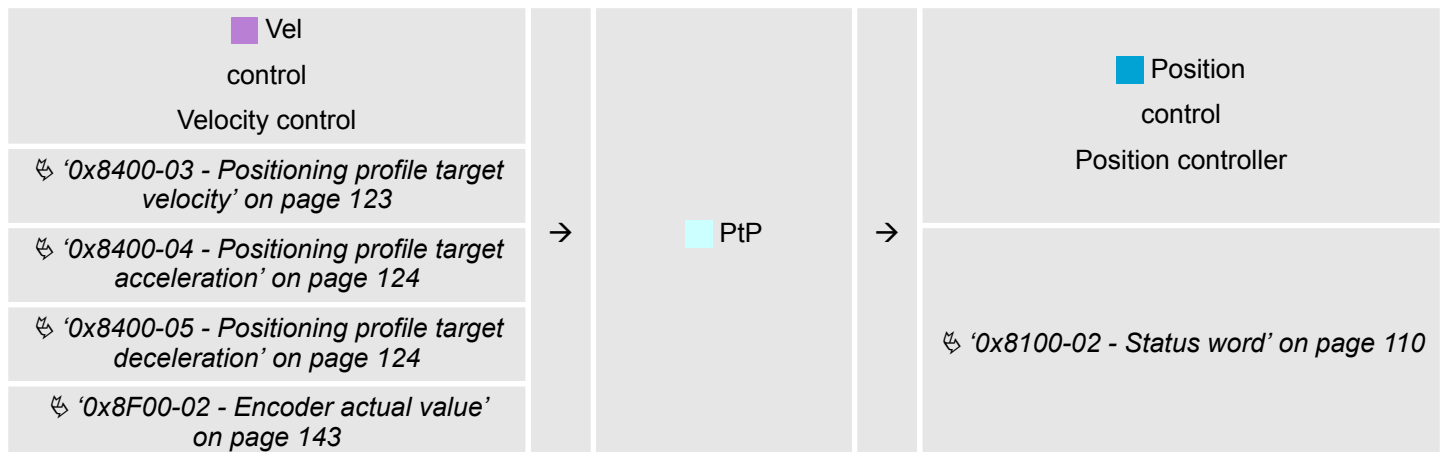 Vel
control
Velocity control
↪ ‘0x8400-03 - Positioning profile target
velocity’ on page 123
↪ ‘0x8400-04 - Positioning profile target
acceleration’ on page 124
↪ ‘0x8400-05 - Positioning profile target
deceleration’ on page 124
↪ ‘0x8F00-02 - Encoder actual value’
on page 143
→
PtP
→
Position
control
Position controller
↪ ‘0x8100-02 - Status word’ on page 110